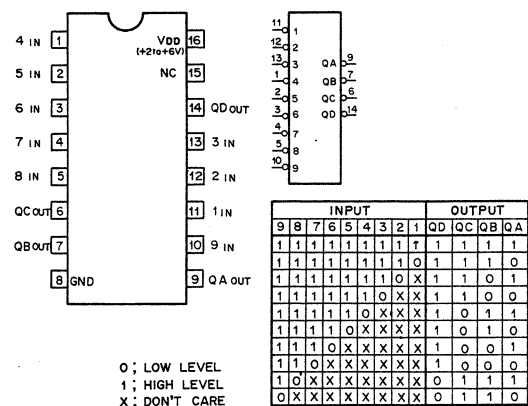 4 IN 1 VDD 16
(+2 to +6V)
5 IN 2 NC 15
6 IN 3 14 QD OUT
7 IN 4 13 3 IN
8 IN 5 12 2 IN
QC OUT 6 11 1 IN
QB OUT 7 10 9 IN
8 GND 9 QA OUT
11 1
12 2
13 3 QA 9
1 4 QB 7
2 5 QC 6
3 6 QD 14
4 7
5 8
10 9
INPUT OUTPUT
9 8 7 6 5 4 3 2 1 QD QC QB QA
1 1 1 1 1 1 1 1 1 1 1 1 1
1 1 1 1 1 1 1 1 0 1 1 1 0
1 1 1 1 1 1 1 0 X 1 1 0 1
1 1 1 1 1 1 0 X X 1 1 0 0
1 1 1 1 1 0 X X X 1 0 1 1
1 1 1 1 0 X X X X 1 0 1 0
1 1 1 0 X X X X X 1 0 0 1
1 1 0 X X X X X X 1 0 0 0
1 0 X X X X X X X 0 1 1 1
0 X X X X X X X X 0 1 1 0
0 ; LOW LEVEL
1 ; HIGH LEVEL
X ; DON'T CARE